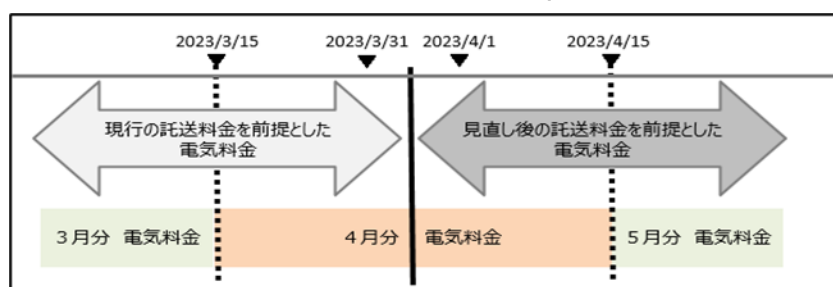 2023/3/15 2023/3/31 2023/4/1 2023/4/15
現行の託送料金を前提とした
電気料金
見直し後の託送料金を前提とした
電気料金
3月分 電気料金 4月分 電気料金 5月分 電気料金